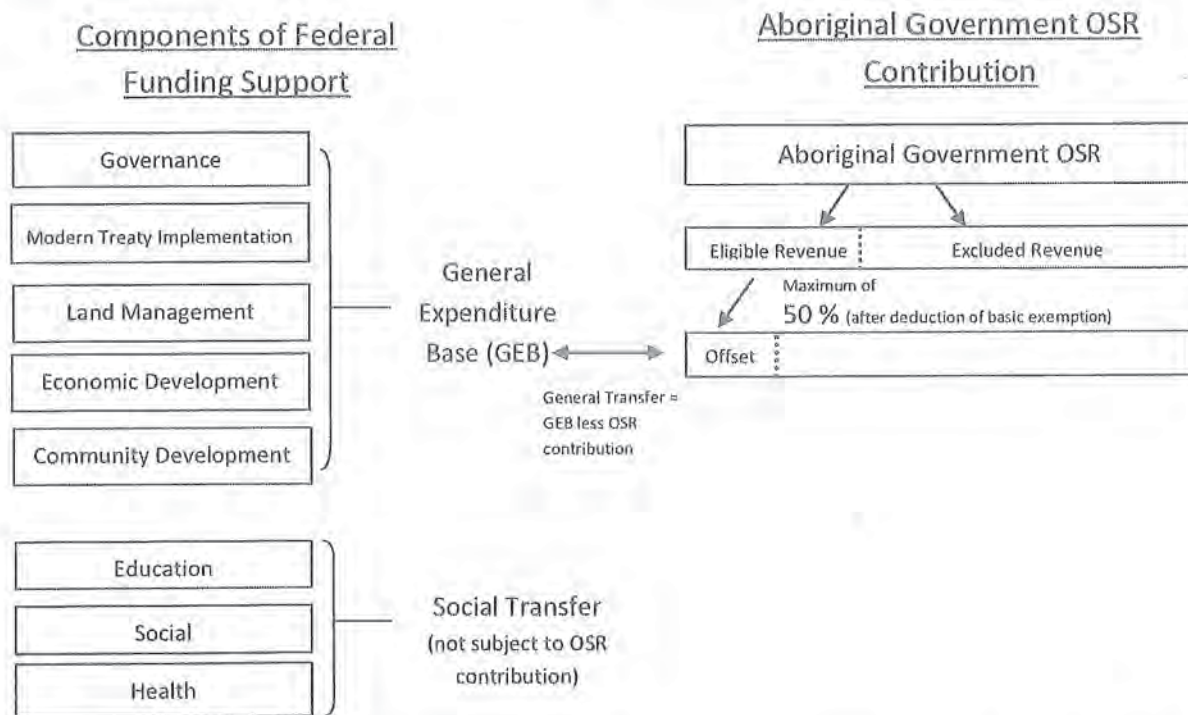 Components of Federal
Funding Support
Governance
Modern Treaty Implementation
Land Management
Economic Development
Community Development
General
Expenditure
Base (GEB)
General Transfer =
GEB less OSR
contribution
Education
Social
Health
Social Transfer
(not subject to OSR
contribution)
Aboriginal Government OSR
Contribution
Aboriginal Government OSR
Eligible Revenue
Excluded Revenue
Maximum of
50 % (after deduction of basic exemption)
Offset